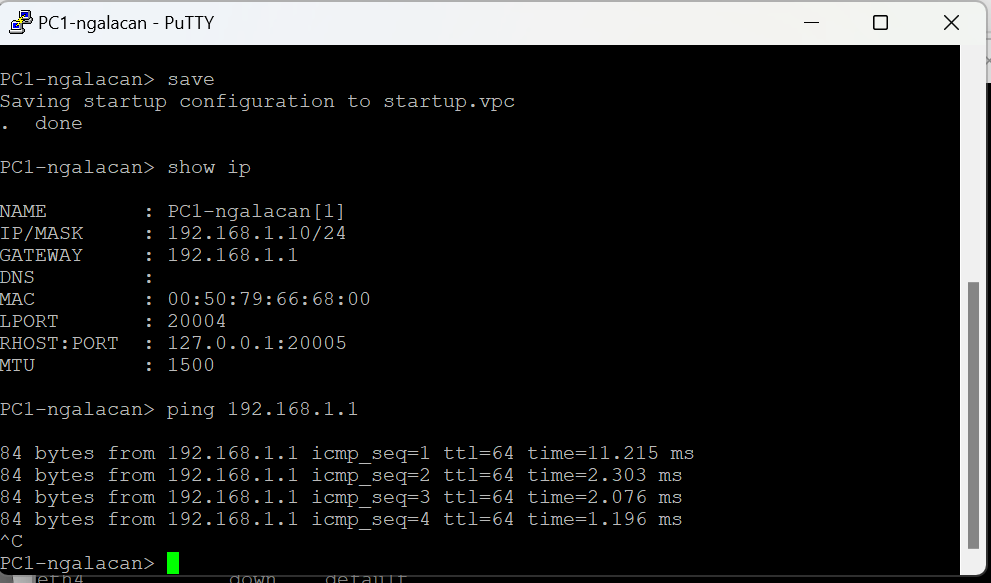 PC1-ngalacan - PuTTY
PC1-ngalacan> save
Saving startup configuration to startup.vpc
.  done
PC1-ngalacan> show ip
NAME        : PC1-ngalacan[1]
IP/MASK     : 192.168.1.10/24
GATEWAY     : 192.168.1.1
DNS         :
MAC         : 00:50:79:66:68:00
LPORT       : 20004
RHOST:PORT  : 127.0.0.1:20005
MTU         : 1500
PC1-ngalacan> ping 192.168.1.1
84 bytes from 192.168.1.1 icmp_seq=1 ttl=64 time=11.215 ms
84 bytes from 192.168.1.1 icmp_seq=2 ttl=64 time=2.303 ms
84 bytes from 192.168.1.1 icmp_seq=3 ttl=64 time=2.076 ms
84 bytes from 192.168.1.1 icmp_seq=4 ttl=64 time=1.196 ms
^C
PC1-ngalacan>
eth4 down default